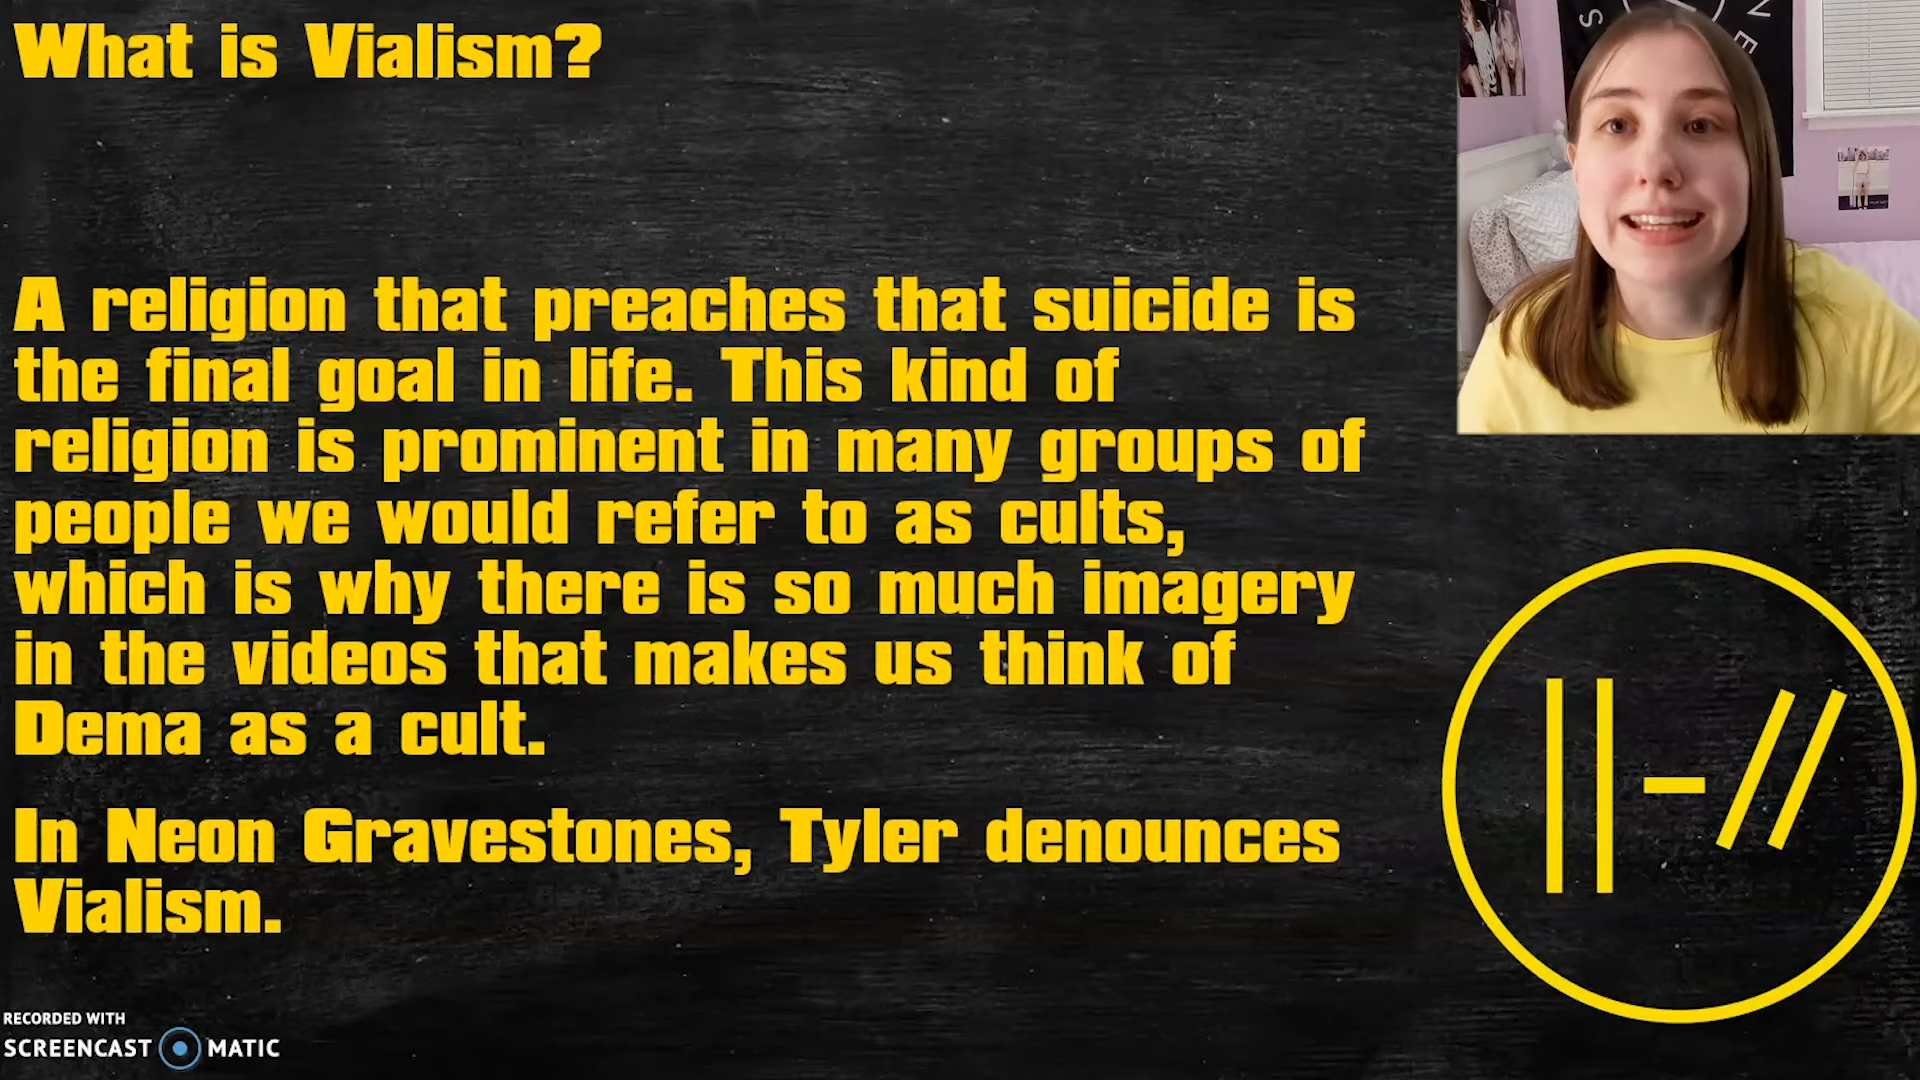 What is Vialism?
A religion that preaches that suicide is
the final goal in life. This kind of
religion is prominent in many groups of
people we would refer to as cults,
which is why there is so much imagery
in the videos that makes us think of
Dema as a cult.
In Neon Gravestones, Tyler denounces
Vialism.
RECORDED WITH
SCREENCAST MATIC